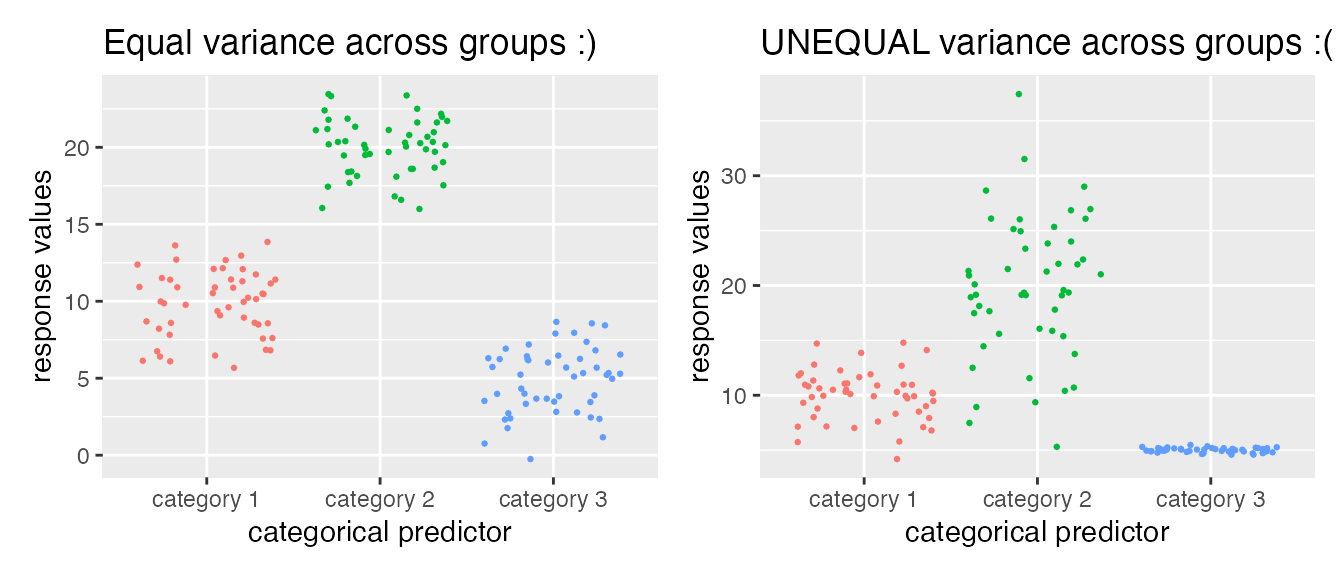 Equal variance across groups :)
response values
20
15
10
5
0
category 1
category 2
category 3
categorical predictor
UNEQUAL variance across groups :(
response values
30
20
10
category 1
category 2
category 3
categorical predictor